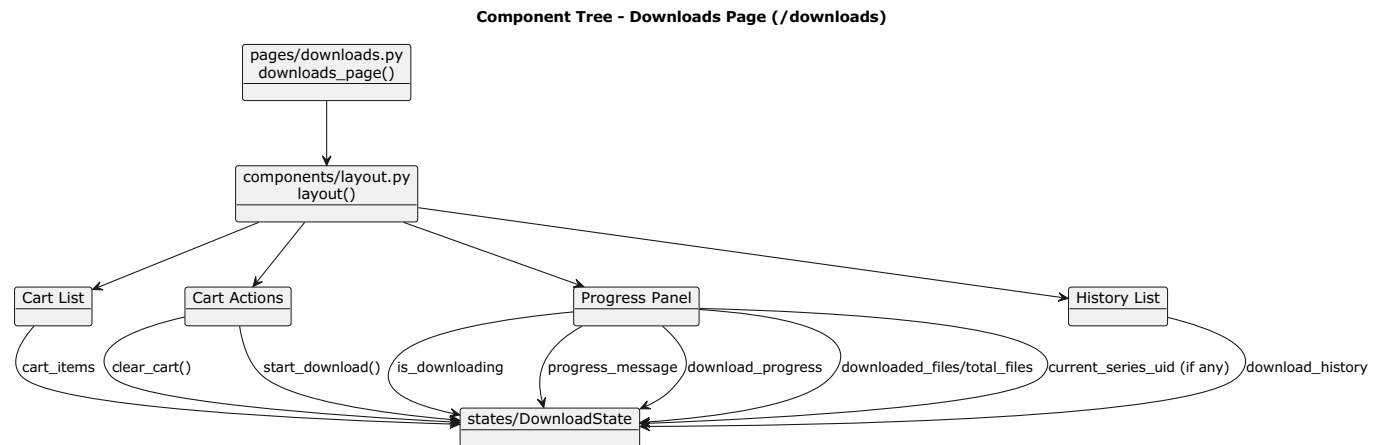 Component Tree - Downloads Page (/downloads)
pages/downloads.py
downloads_page()
components/layout.py
layout()
Cart List
Cart Actions
Progress Panel
History List
cart_items
clear_cart()
start_download()
is_downloading
progress_message
download_progress
downloaded_files/total_files
current_series_uid (if any)
download_history
states/DownloadState